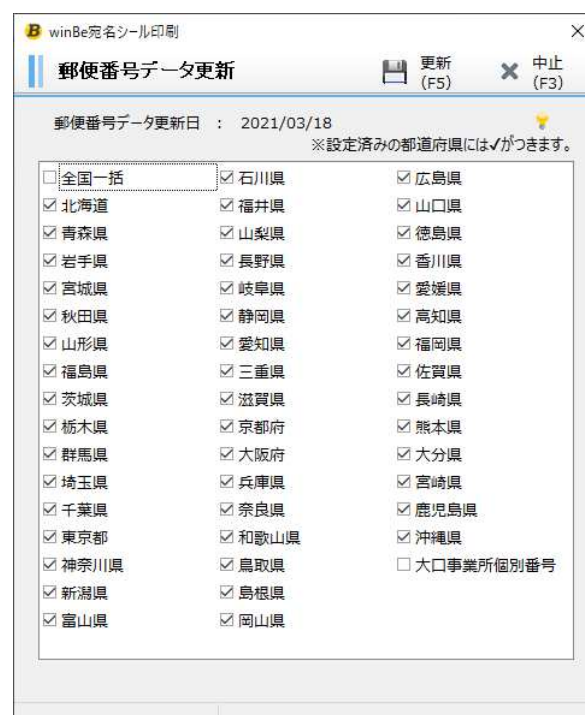 winBe宛名シール印刷
郵便番号データ更新
更新
(F5)
中止
(F3)
郵便番号データ更新日 : 2021/03/18
※設定済みの都道府県には✓がつきます。
全国一括
北海道
青森県
岩手県
宮城県
秋田県
山形県
福島県
茨城県
栃木県
群馬県
埼玉県
千葉県
東京都
神奈川県
新潟県
富山県
石川県
福井県
山梨県
長野県
岐阜県
静岡県
愛知県
三重県
滋賀県
京都府
大阪府
兵庫県
奈良県
和歌山県
鳥取県
島根県
岡山県
広島県
山口県
徳島県
香川県
愛媛県
高知県
福岡県
佐賀県
長崎県
熊本県
大分県
宮崎県
鹿児島県
沖縄県
大口事業所個別番号